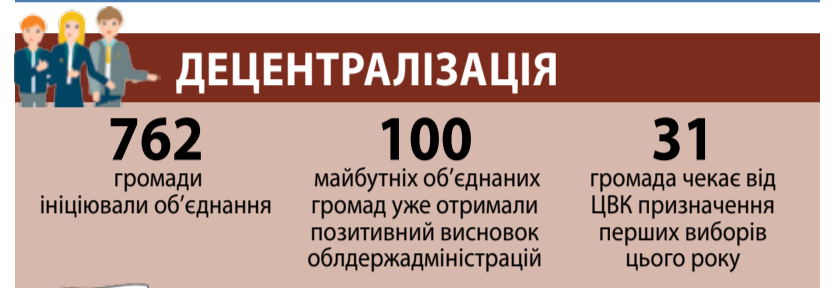 ДЕЦЕНТРАЛІЗАЦІЯ
762
громади
ініціювали об’єднання
100
майбутніх об’єднаних
громад уже отримали
позитивний висновок
облдержадміністрацій
31
громада чекає від
ЦВК призначення
перших виборів
цього року